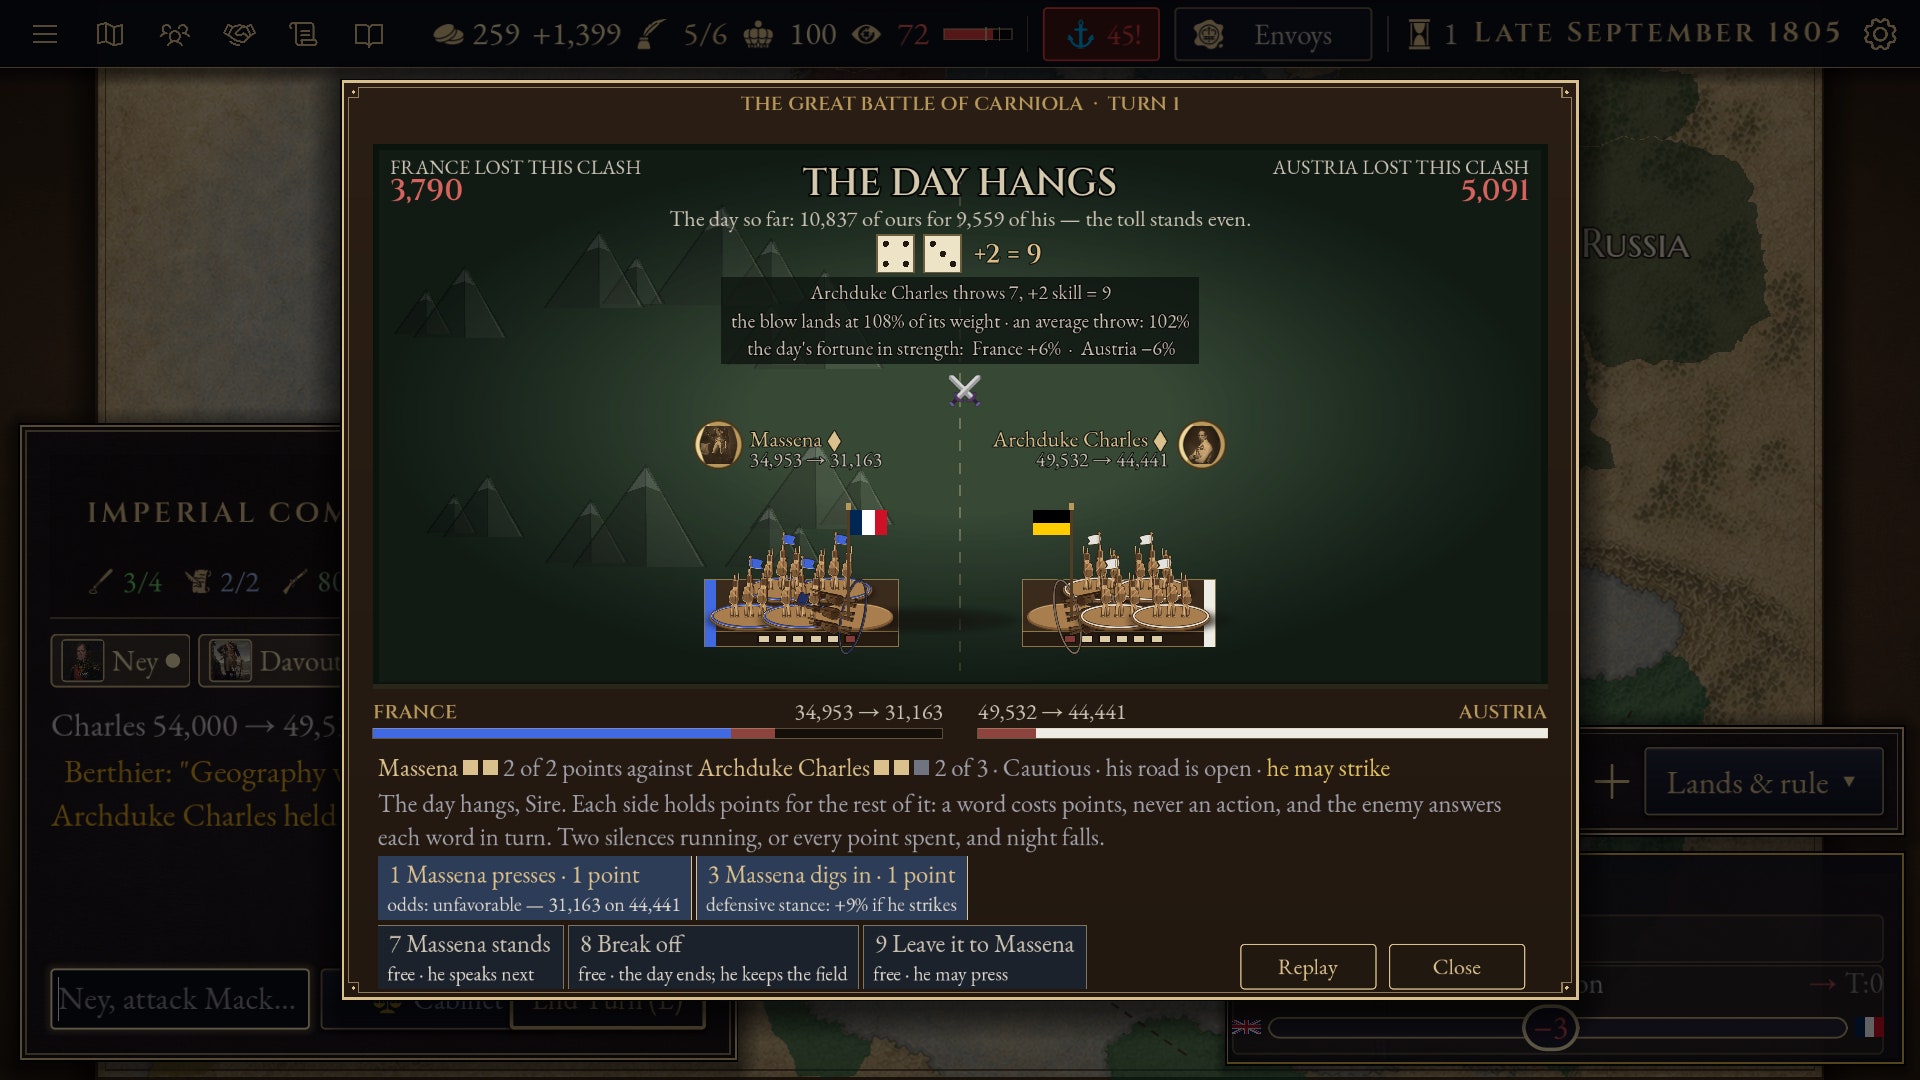 259 +1,399 5/6 100 72 45! Envoys 1 Late September 1805
THE GREAT BATTLE OF CARNIOLA · TURN 1
FRANCE LOST THIS CLASH
3,790
THE DAY HANGS
AUSTRIA LOST THIS CLASH
5,091
The day so far: 10,837 of ours for 9,559 of his — the toll stands even.
+2 = 9
Archduke Charles throws 7, +2 skill = 9
the blow lands at 108% of its weight · an average throw: 102%
the day's fortune in strength: France +6% · Austria −6%
Russia
Massena
34,953 → 31,163
Archduke Charles
49,532 → 44,441
IMPERIAL COM
3/4 2/2 80
Ney Davout
Charles 54,000 → 49,5
Berthier: "Geography
Archduke Charles held
FRANCE 34,953 → 31,163
49,532 → 44,441 AUSTRIA
Massena 2 of 2 points against Archduke Charles 2 of 3 · Cautious · his road is open · he may strike
The day hangs, Sire. Each side holds points for the rest of it: a word costs points, never an action, and the enemy answers
each word in turn. Two silences running, or every point spent, and night falls.
1 Massena presses · 1 point
odds: unfavorable — 31,163 on 44,441
3 Massena digs in · 1 point
defensive stance: +9% if he strikes
7 Massena stands
free · he speaks next
8 Break off
free · the day ends; he keeps the field
9 Leave it to Massena
free · he may press
Replay
Close
Lands & rule ▼
Ney, attack Mack...
Cabinet
End Turn (E)
on → T:0
−3